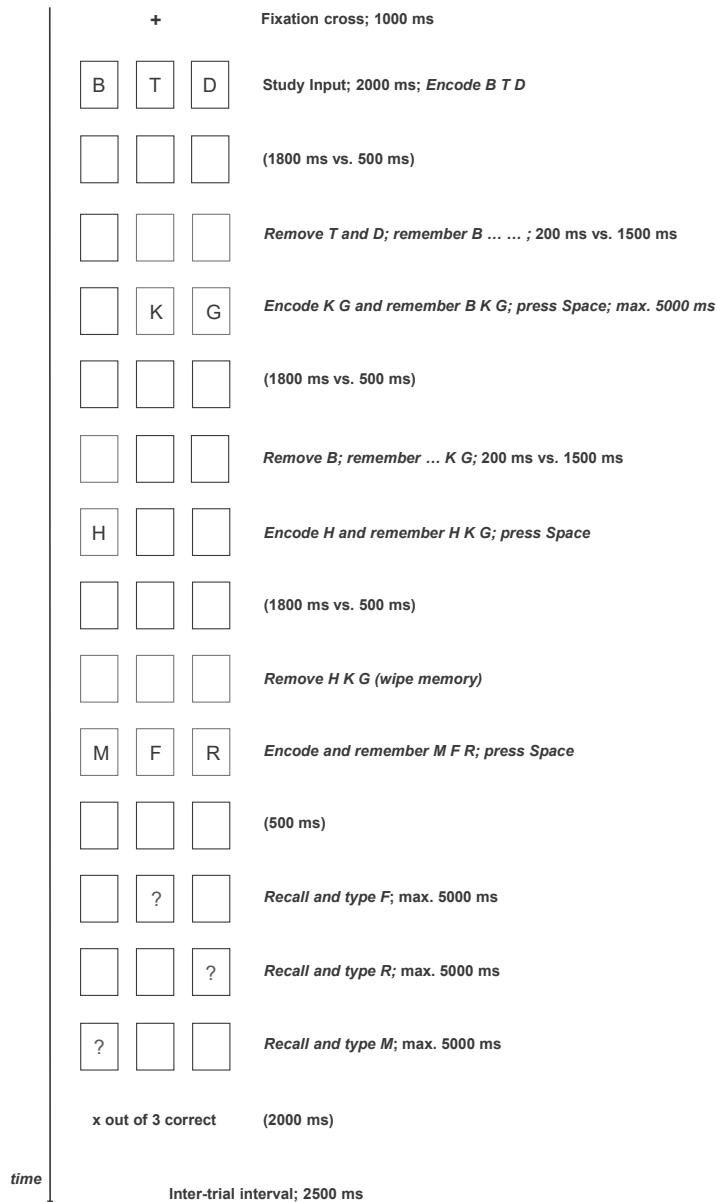 + Fixation cross; 1000 ms
B T D Study Input; 2000 ms; Encode B T D
(1800 ms vs. 500 ms)
Remove T and D; remember B … … ; 200 ms vs. 1500 ms
K G Encode K G and remember B K G; press Space; max. 5000 ms
(1800 ms vs. 500 ms)
Remove B; remember … K G; 200 ms vs. 1500 ms
H Encode H and remember H K G; press Space
(1800 ms vs. 500 ms)
Remove H K G (wipe memory)
M F R Encode and remember M F R; press Space
(500 ms)
? Recall and type F; max. 5000 ms
? Recall and type R; max. 5000 ms
? Recall and type M; max. 5000 ms
x out of 3 correct (2000 ms)
time
Inter-trial interval; 2500 ms